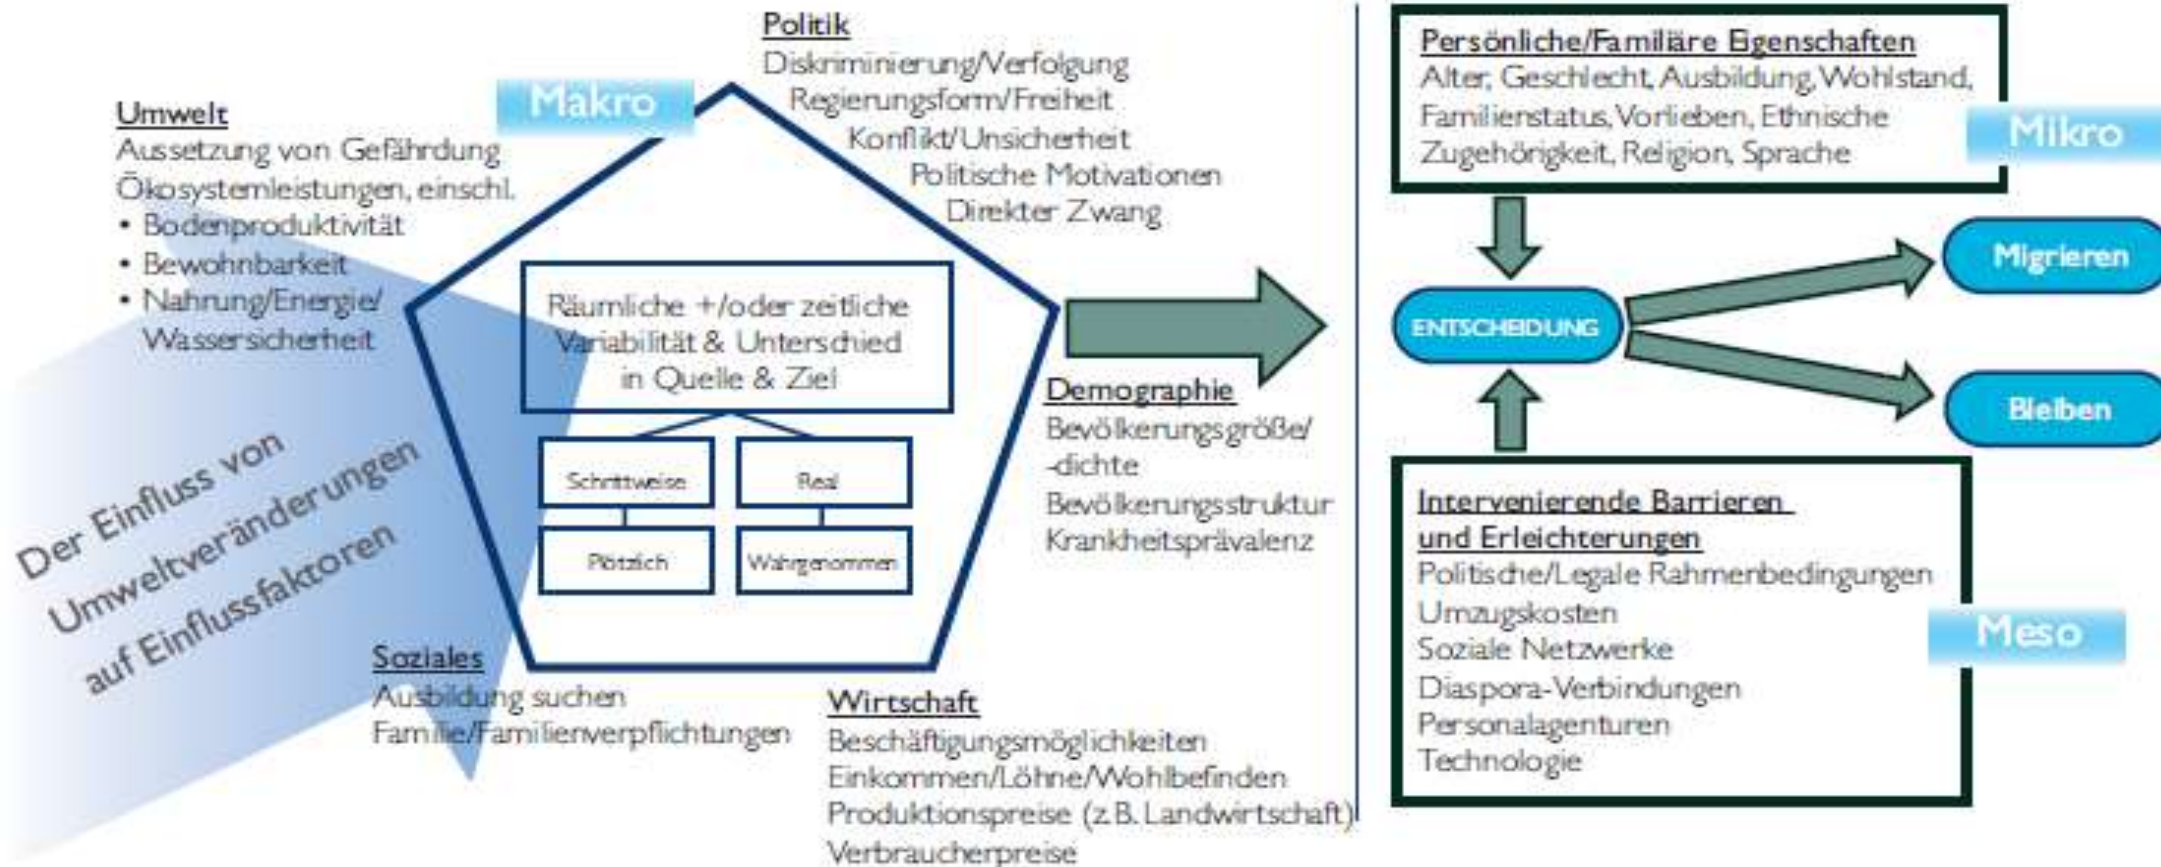 Makro
Umwelt
Aussetzung von Gefährdung
Ökosystemleistungen, einschl.
• Bodenproduktivität
• Bewohnbarkeit
• Nahrung/Energie/
Wassersicherheit
Politik
Diskriminierung/Verfolgung
Regierungsform/Freiheit
Konflikt/Unsicherheit
Politische Motivationen
Direkter Zwang
Räumliche +/oder zeitliche
Variabilität & Unterschied
in Quelle & Ziel
Schrittweise
Real
Plötzlich
Wahrgenommen
Der Einfluss von
Umweltveränderungen
auf Einflussfaktoren
Demographie
Bevölkerungsgröße/
-dichte
Bevölkerungsstruktur
Krankheitsprävalenz
Soziales
Ausbildung suchen
Familie/Familienverpflichtungen
Wirtschaft
Beschäftigungsmöglichkeiten
Einkommen/Löhne/Wohlbefinden
Produktionspreise (z.B. Landwirtschaft)
Verbraucherpreise
Persönliche/Familiäre Eigenschaften
Alter, Geschlecht, Ausbildung, Wohlstand,
Familienstatus, Vorlieben, Ethnische
Zugehörigkeit, Religion, Sprache
Mikro
ENTSCHEIDUNG
Migrieren
Bleiben
Intervenierende Barrieren
und Erleichterungen
Politische/Legale Rahmenbedingungen
Umzugskosten
Soziale Netzwerke
Diaspora-Verbindungen
Personalagenturen
Technologie
Meso